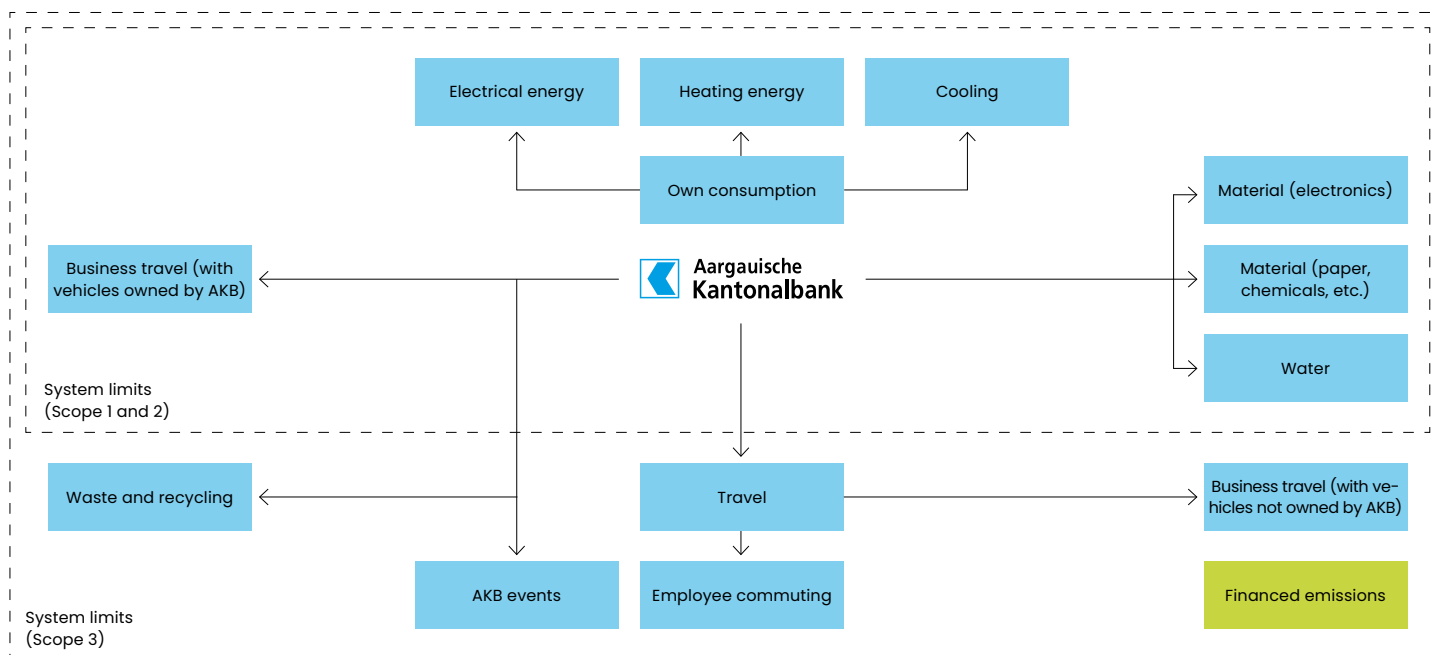 Electrical energy
Heating energy
Cooling
Own consumption
Material (electronics)
Business travel (with
vehicles owned by AKB)
Aargauische
Kantonalbank
Material (paper,
chemicals, etc.)
Water
System limits
(Scope 1 and 2)
Waste and recycling
Travel
Business travel (with ve-
hicles not owned by AKB)
AKB events
Employee commuting
Financed emissions
System limits
(Scope 3)